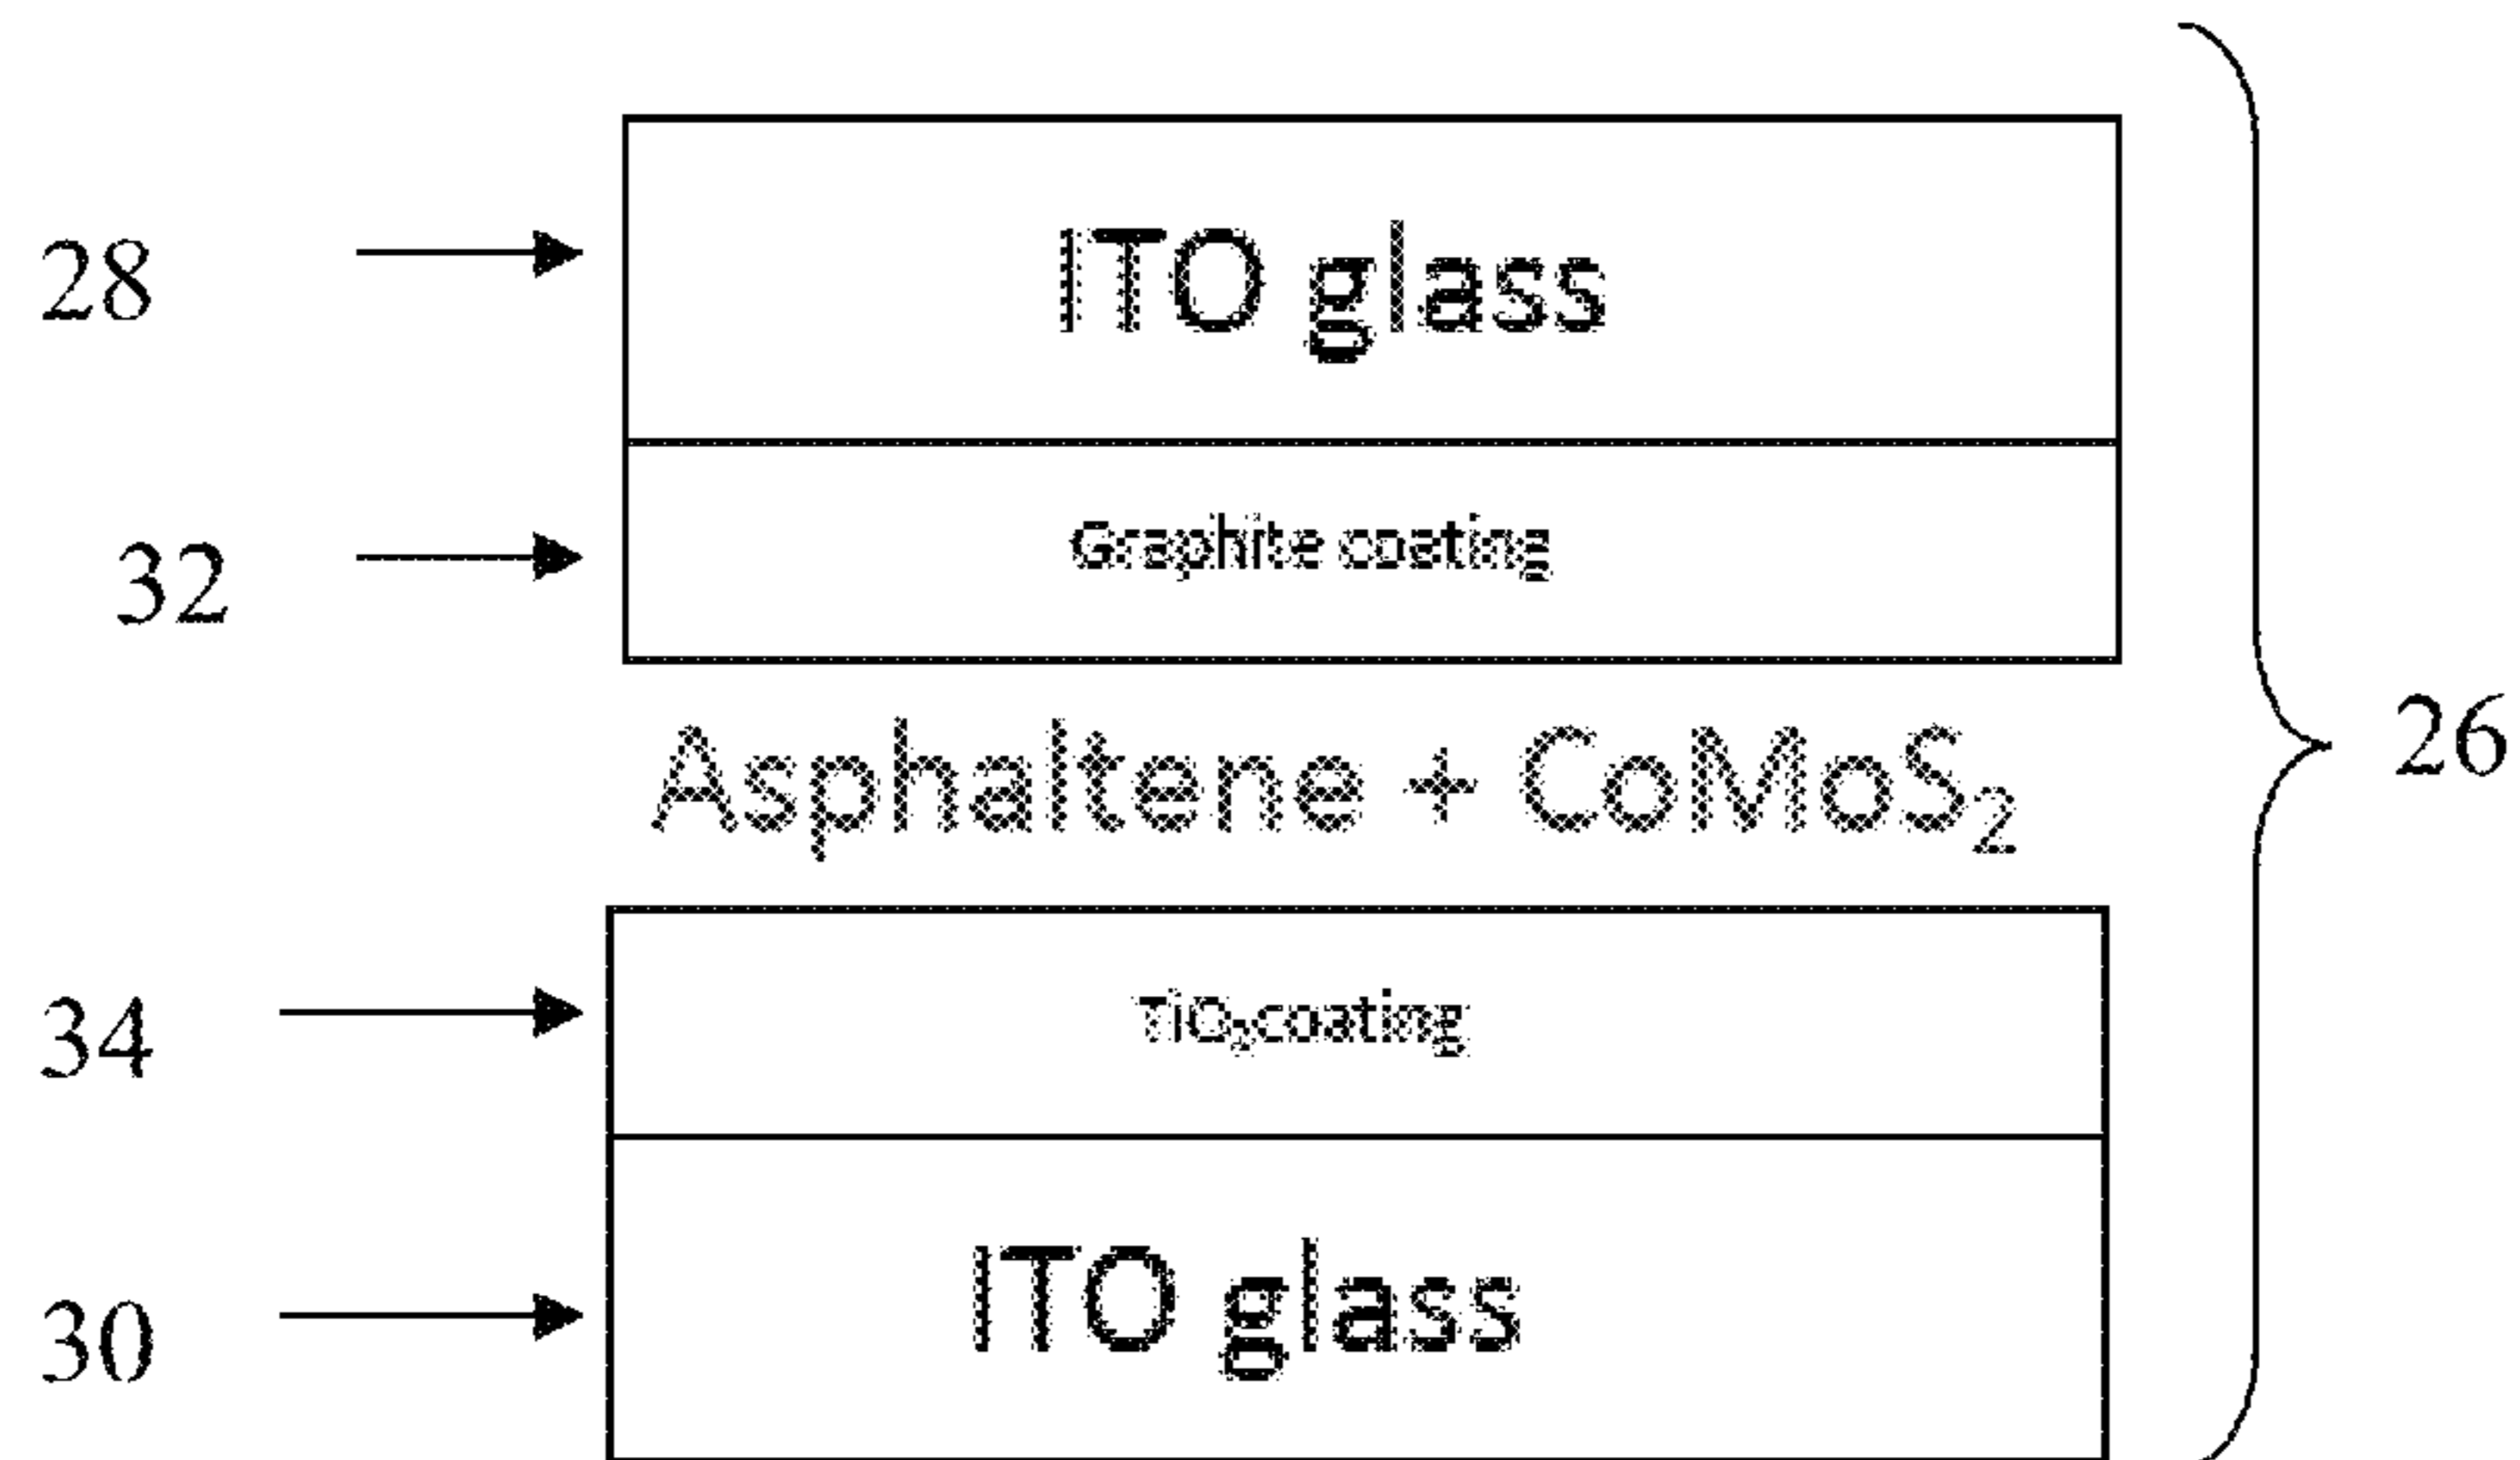 28
ITO glass
32
Graphite coating
Asphaltene + CoMoS₂
26
34
TiO₂ coating
30
ITO glass